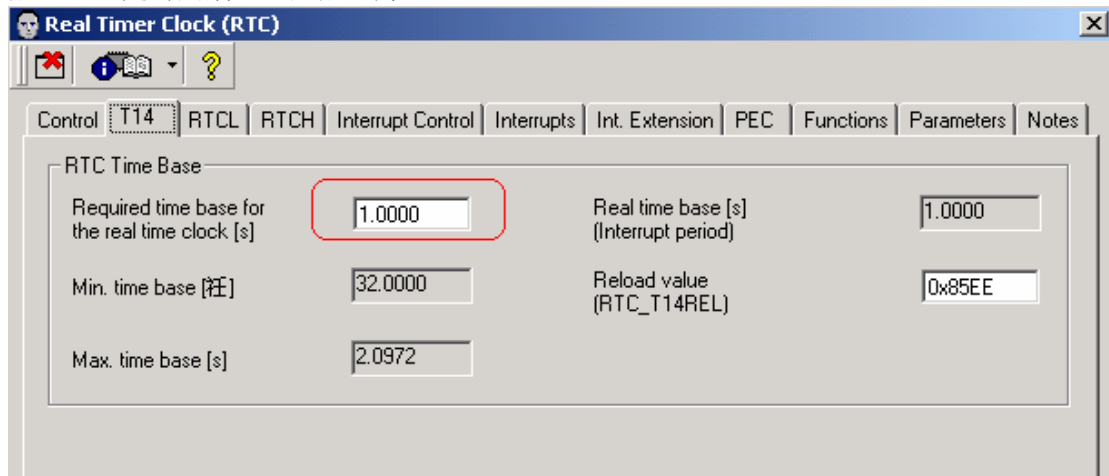 Real Timer Clock (RTC)
Control T14 RTCL RTCH Interrupt Control Interrupts Int. Extension PEC Functions Parameters Notes
RTC Time Base
Required time base for
the real time clock [s]
1.0000
Real time base [s]
(Interrupt period)
1.0000
Min. time base [祍]
32.0000
Reload value
(RTC_T14REL)
0x85EE
Max. time base [s]
2.0972